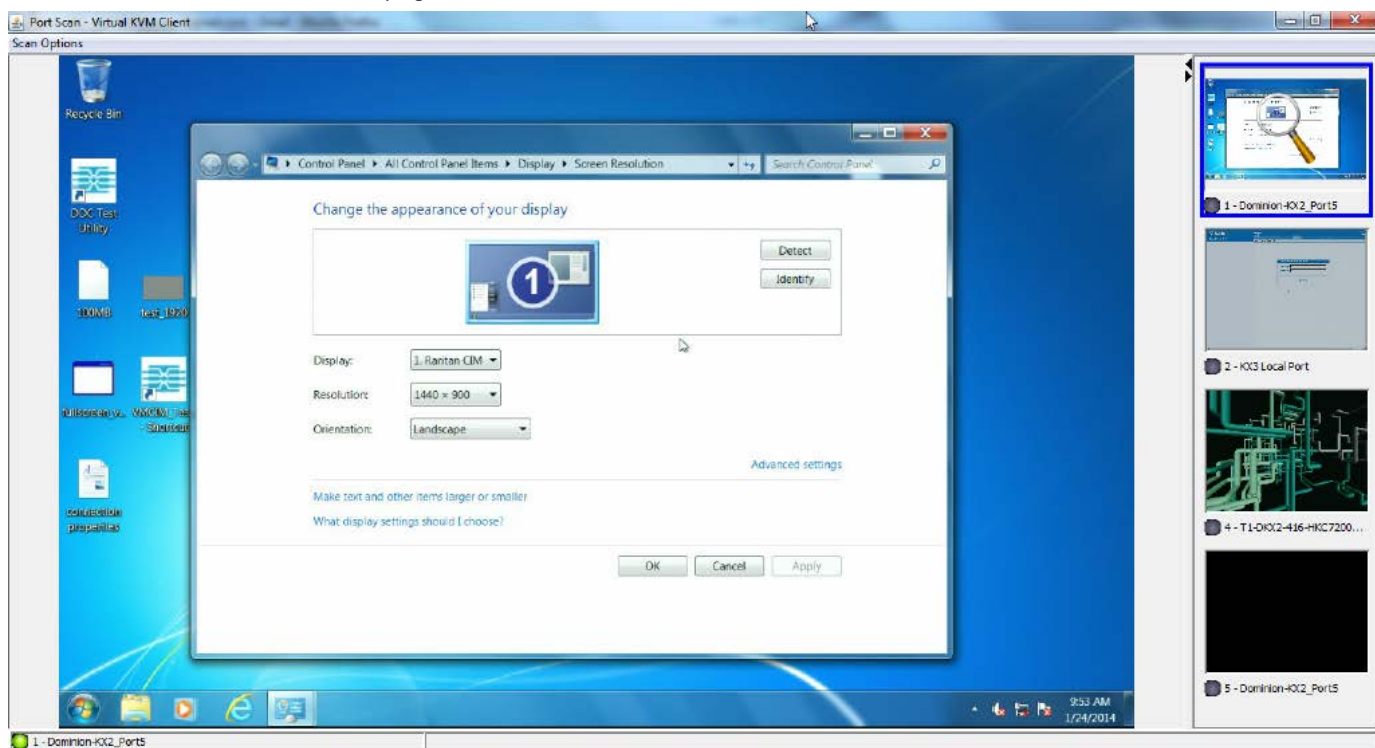 Port Scan - Virtual KVM Client
Scan Options
Recycle Bin
DDC Test
Utility
100MB
test_1920
fullscreen_v...
VMCIM_Tes
- Shortcut
connection
properties
Control Panel ▸ All Control Panel Items ▸ Display ▸ Screen Resolution
Search Control Panel
Change the appearance of your display
1
Detect
Identify
Display: 1. Raritan CIM
Resolution: 1440 × 900
Orientation: Landscape
Advanced settings
Make text and other items larger or smaller
What display settings should I choose?
OK Cancel Apply
9:53 AM
1/24/2014
1 - Dominion-KX2_Port5
2 - KX3 Local Port
4 - T1-DKX2-416-HKC7200...
5 - Dominion-KX2_Port5
1 - Dominion-KX2_Port5